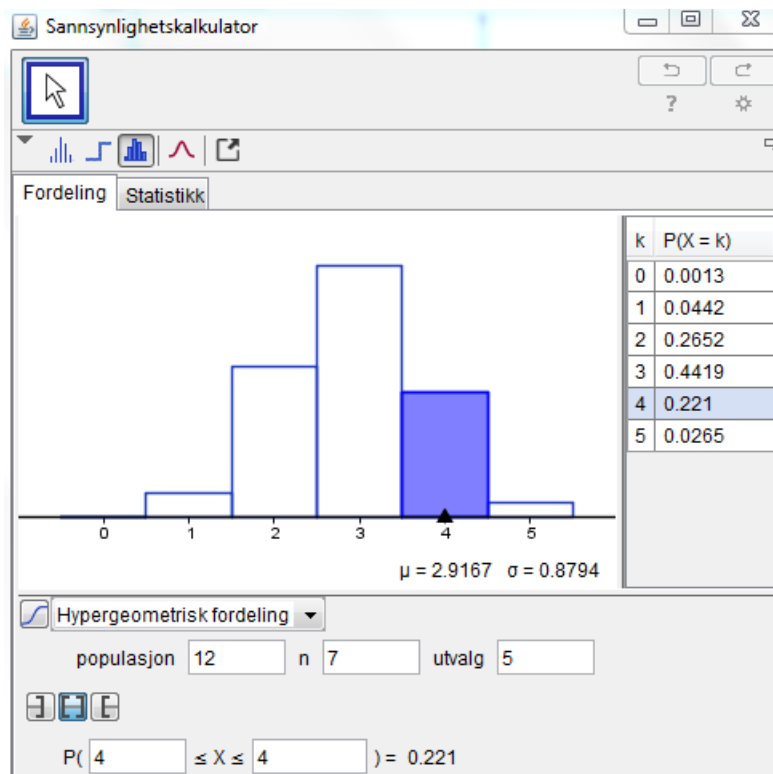 Sannsynlighetskalkulator
?
Fordeling Statistikk
k P(X = k)
0 0.0013
1 0.0442
2 0.2652
3 0.4419
4 0.221
5 0.0265
0 1 2 3 4 5
μ = 2.9167 σ = 0.8794
Hypergeometrisk fordeling
populasjon 12 n 7 utvalg 5
P( 4 ≤ X ≤ 4 ) = 0.221